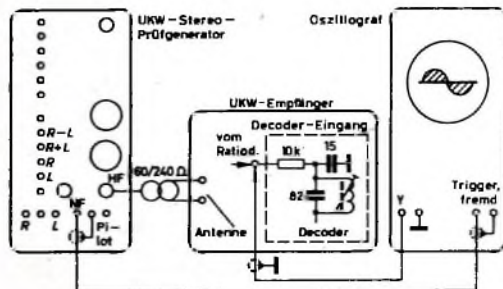 UKW-Stereo-
Prüfgenerator
R-L
R+L
R
L
HF
NF
R
L
Pi-
lot
60/240 Ω
UKW-Empfänger
vom
Ratiod.
Decoder-Eingang
10k
15
82
Decoder
Antenne
Oszillograf
Y
Trigger,
fremd